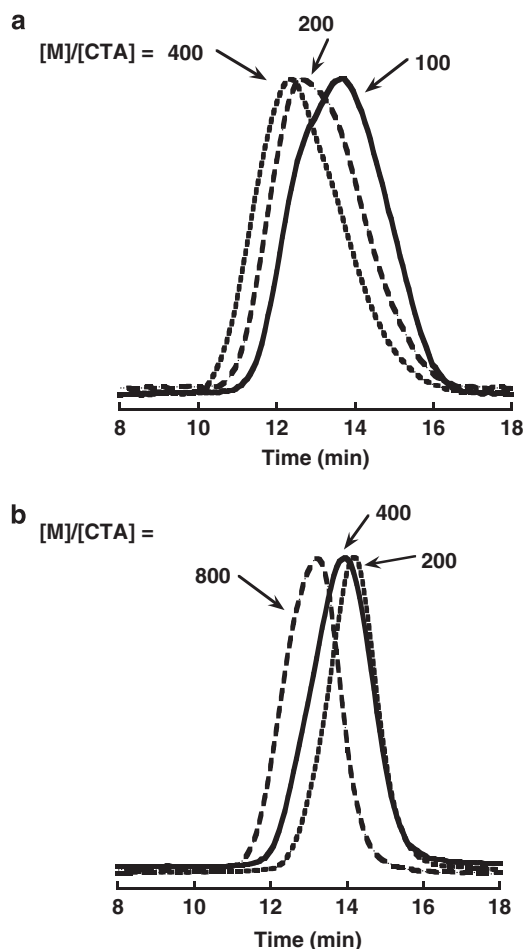 a
200
[M]/[CTA] = 400
100
8 10 12 14 16 18
Time (min)
b
[M]/[CTA] =
400
200
800
8 10 12 14 16 18
Time (min)